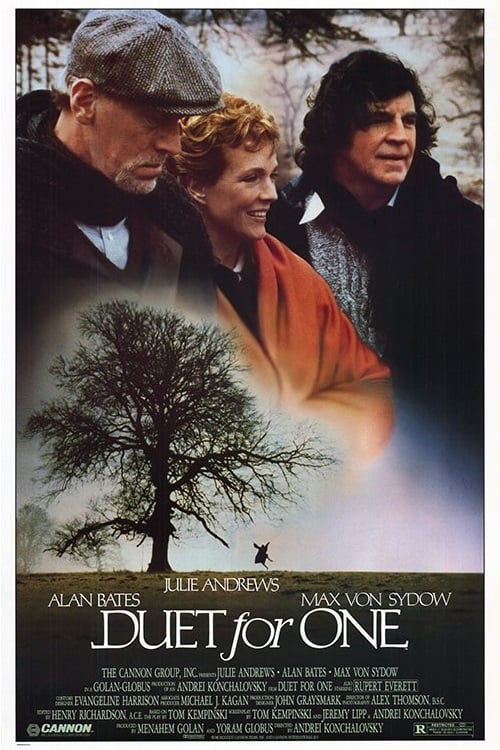 JULIE ANDREWS
ALAN BATES MAX VON SYDOW
DUET for ONE
THE CANNON GROUP, INC. PRESENTS JULIE ANDREWS · ALAN BATES · MAX VON SYDOW
IN A GOLAN-GLOBUS PRODUCTION OF AN ANDREI KONCHALOVSKY FILM DUET FOR ONE ALSO STARRING RUPERT EVERETT
COSTUME DESIGNER EVANGELINE HARRISON ASSOCIATE PRODUCER MICHAEL J. KAGAN PRODUCTION DESIGNER JOHN GRAYSMARK DIRECTOR OF PHOTOGRAPHY ALEX THOMSON, B.S.C.
EDITED BY HENRY RICHARDSON, A.C.E. BASED ON THE PLAY BY TOM KEMPINSKI SCREENPLAY BY TOM KEMPINSKI and JEREMY LIPP and ANDREI KONCHALOVSKY
PRODUCED BY MENAHEM GOLAN and YORAM GLOBUS DIRECTED BY ANDREI KONCHALOVSKY
CANNON
R RESTRICTED